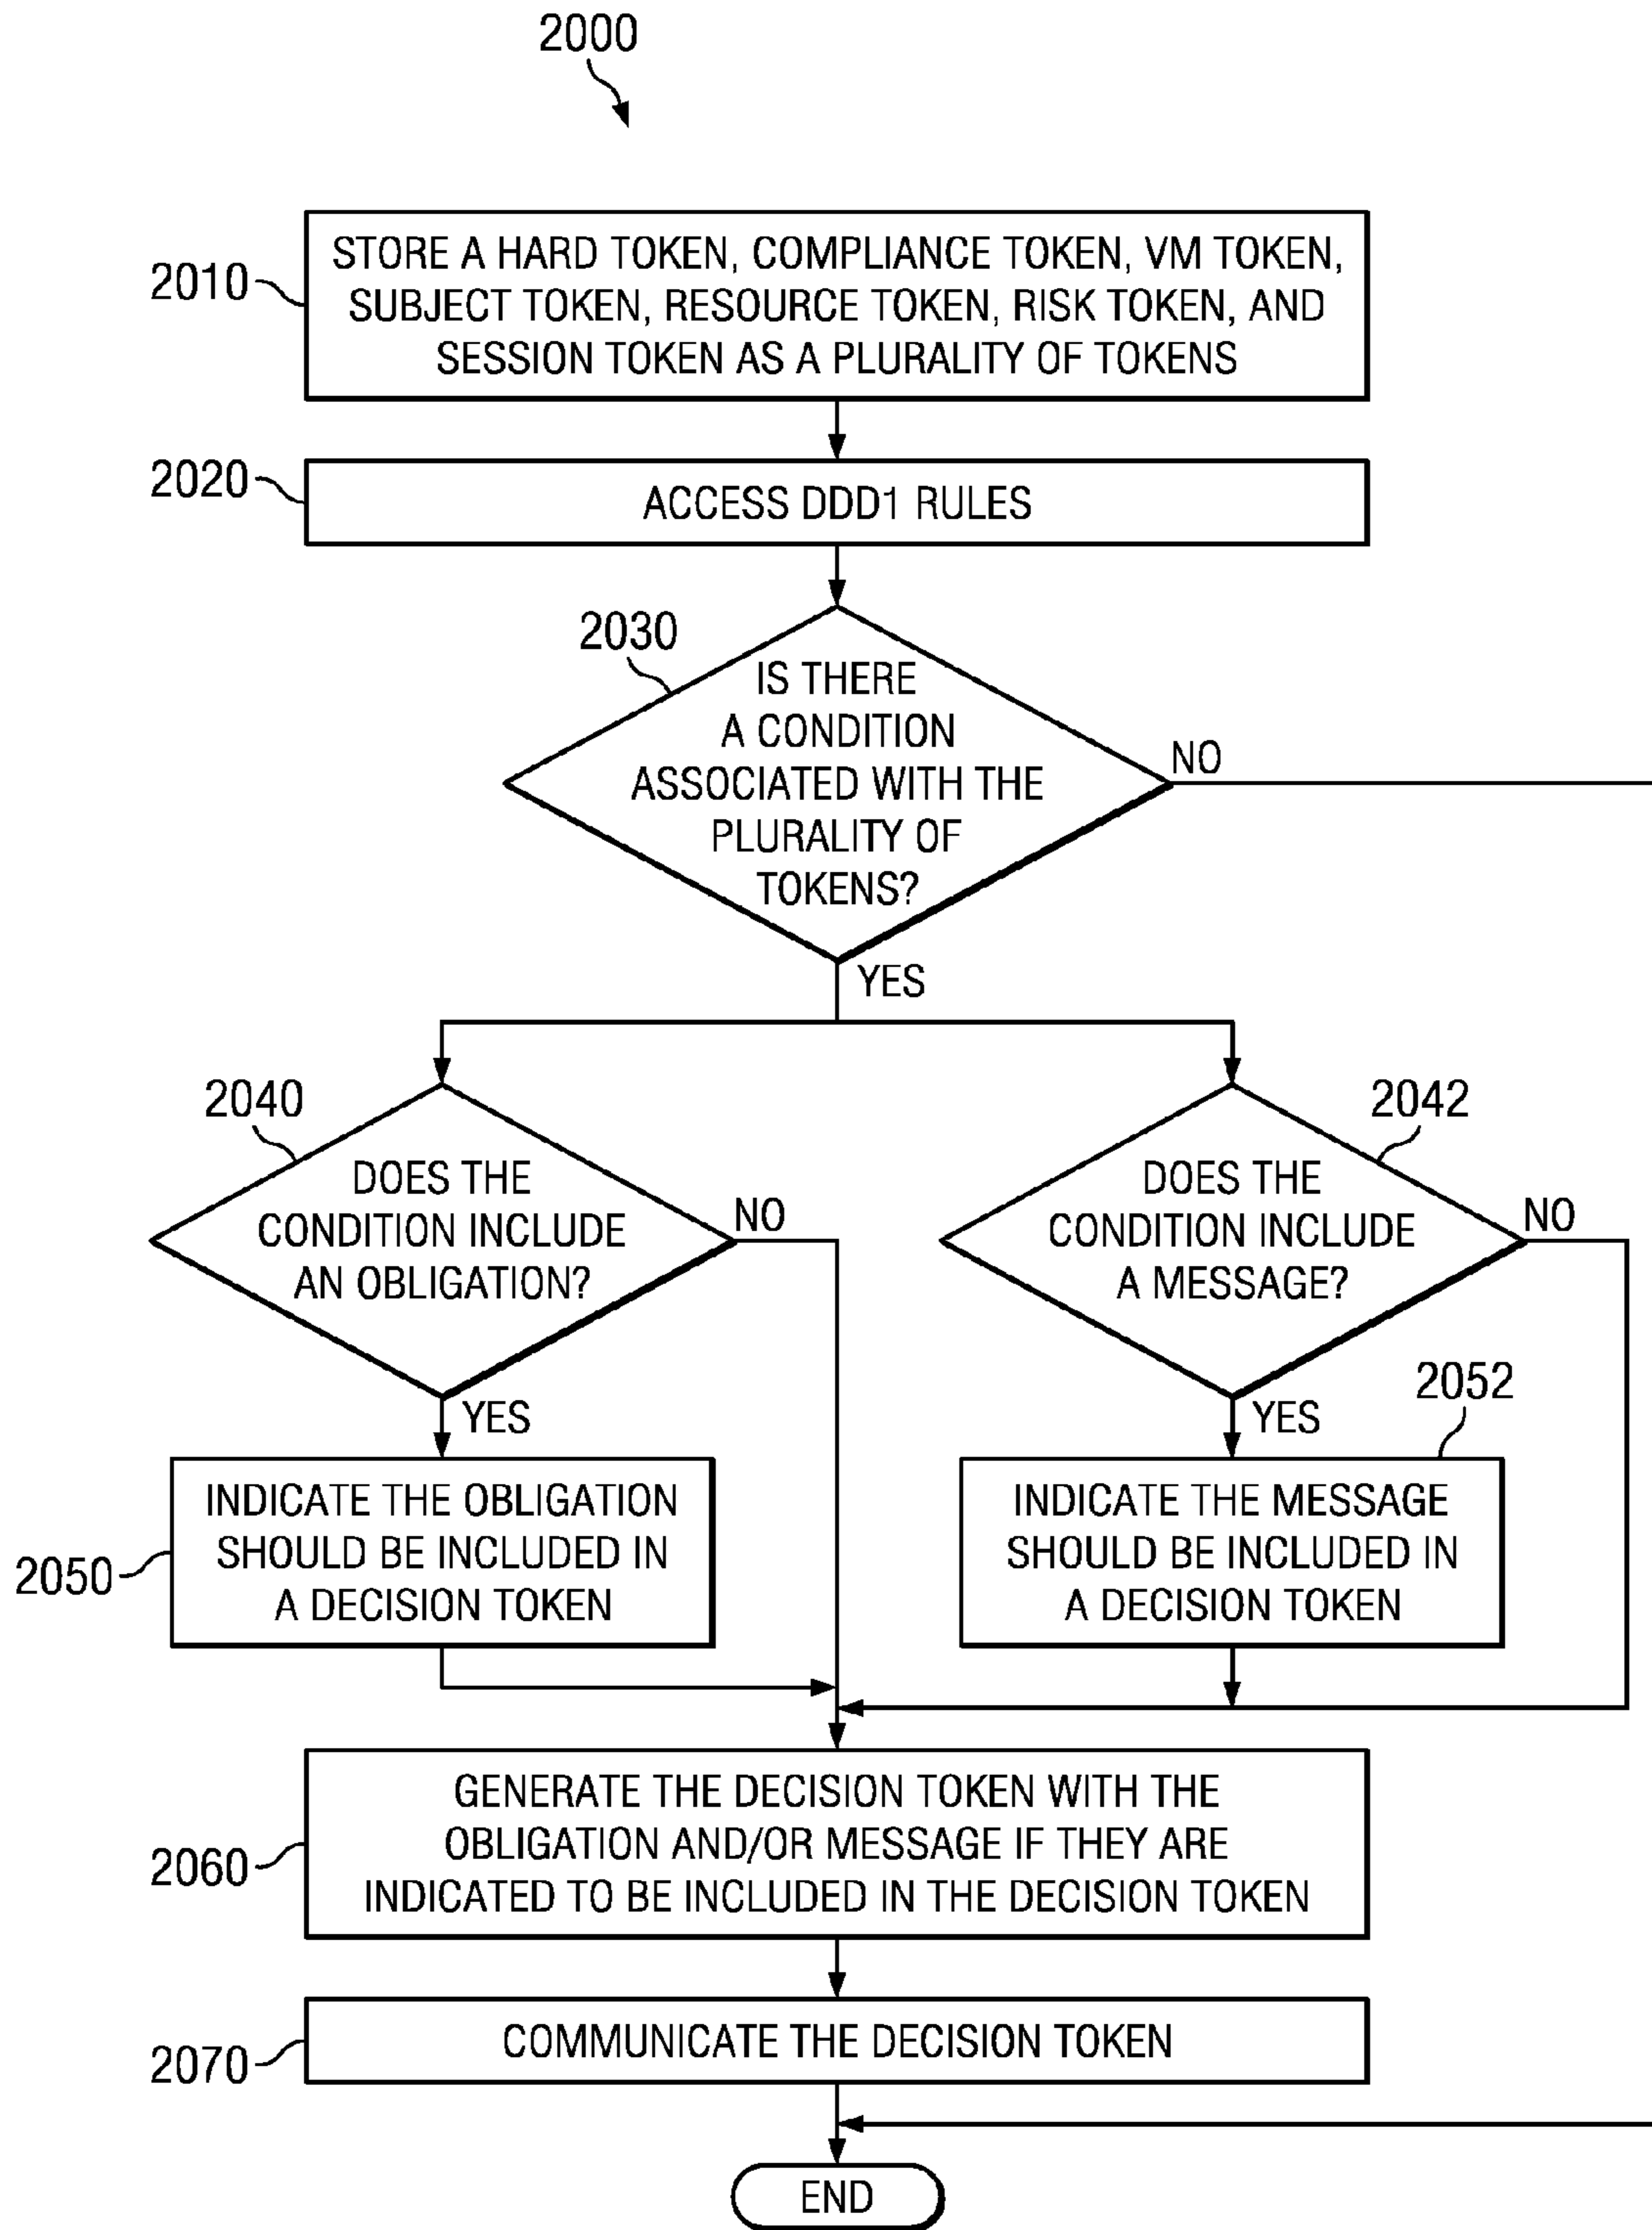 2000
2010
STORE A HARD TOKEN, COMPLIANCE TOKEN, VM TOKEN,
SUBJECT TOKEN, RESOURCE TOKEN, RISK TOKEN, AND
SESSION TOKEN AS A PLURALITY OF TOKENS
2020
ACCESS DDD1 RULES
2030
IS THERE
A CONDITION
ASSOCIATED WITH THE
PLURALITY OF
TOKENS?
NO
YES
2040
DOES THE
CONDITION INCLUDE
AN OBLIGATION?
NO
YES
2042
DOES THE
CONDITION INCLUDE
A MESSAGE?
NO
YES
2050
INDICATE THE OBLIGATION
SHOULD BE INCLUDED IN
A DECISION TOKEN
2052
INDICATE THE MESSAGE
SHOULD BE INCLUDED IN
A DECISION TOKEN
2060
GENERATE THE DECISION TOKEN WITH THE
OBLIGATION AND/OR MESSAGE IF THEY ARE
INDICATED TO BE INCLUDED IN THE DECISION TOKEN
2070
COMMUNICATE THE DECISION TOKEN
END